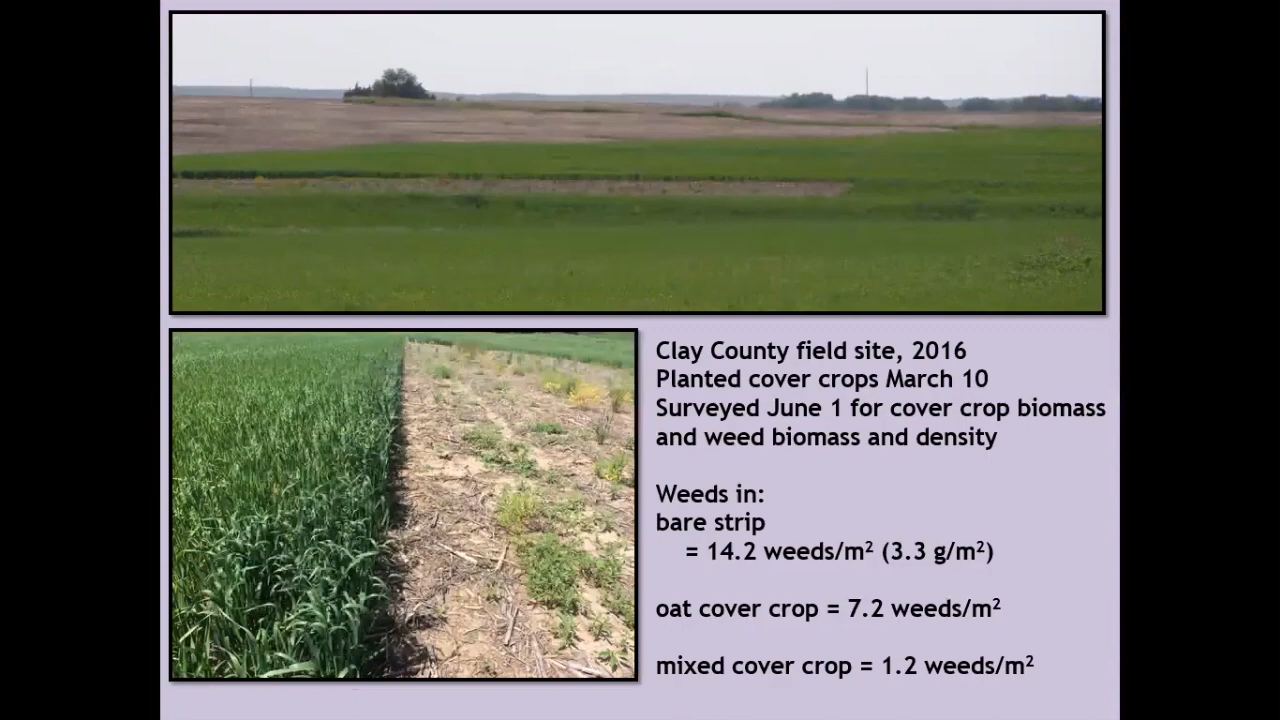 Clay County field site, 2016
Planted cover crops March 10
Surveyed June 1 for cover crop biomass
and weed biomass and density
Weeds in:
bare strip
= 14.2 weeds/m² (3.3 g/m²)
oat cover crop = 7.2 weeds/m²
mixed cover crop = 1.2 weeds/m²